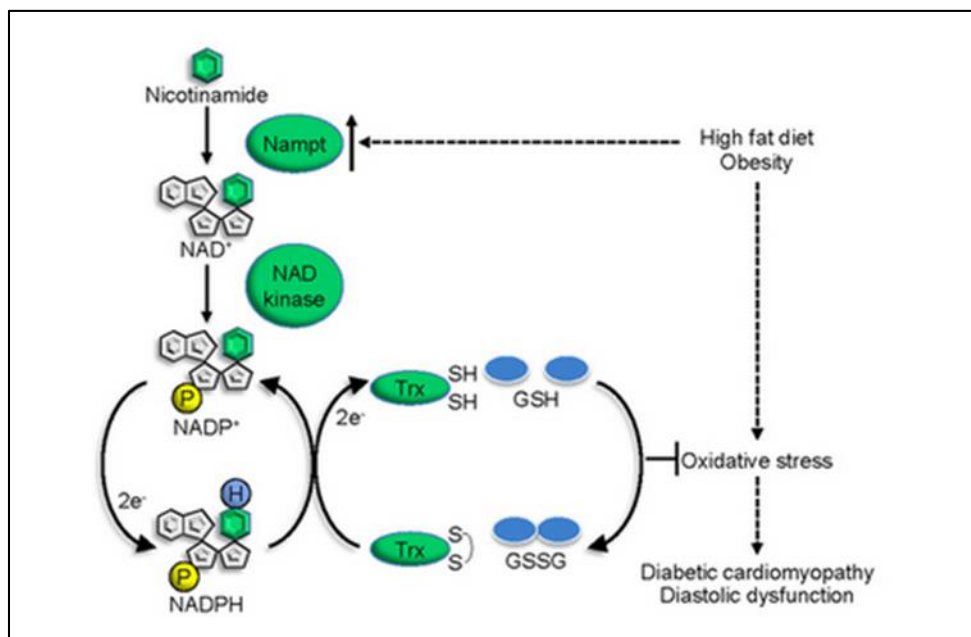 Nicotinamide
Nampt
High fat diet
Obesity
NAD⁺
NAD
kinase
P
NADP⁺
2e⁻
Trx
SH
SH
GSH
2e⁻
H
P
NADPH
Trx
S
S
GSSG
Oxidative stress
Diabetic cardiomyopathy
Diastolic dysfunction